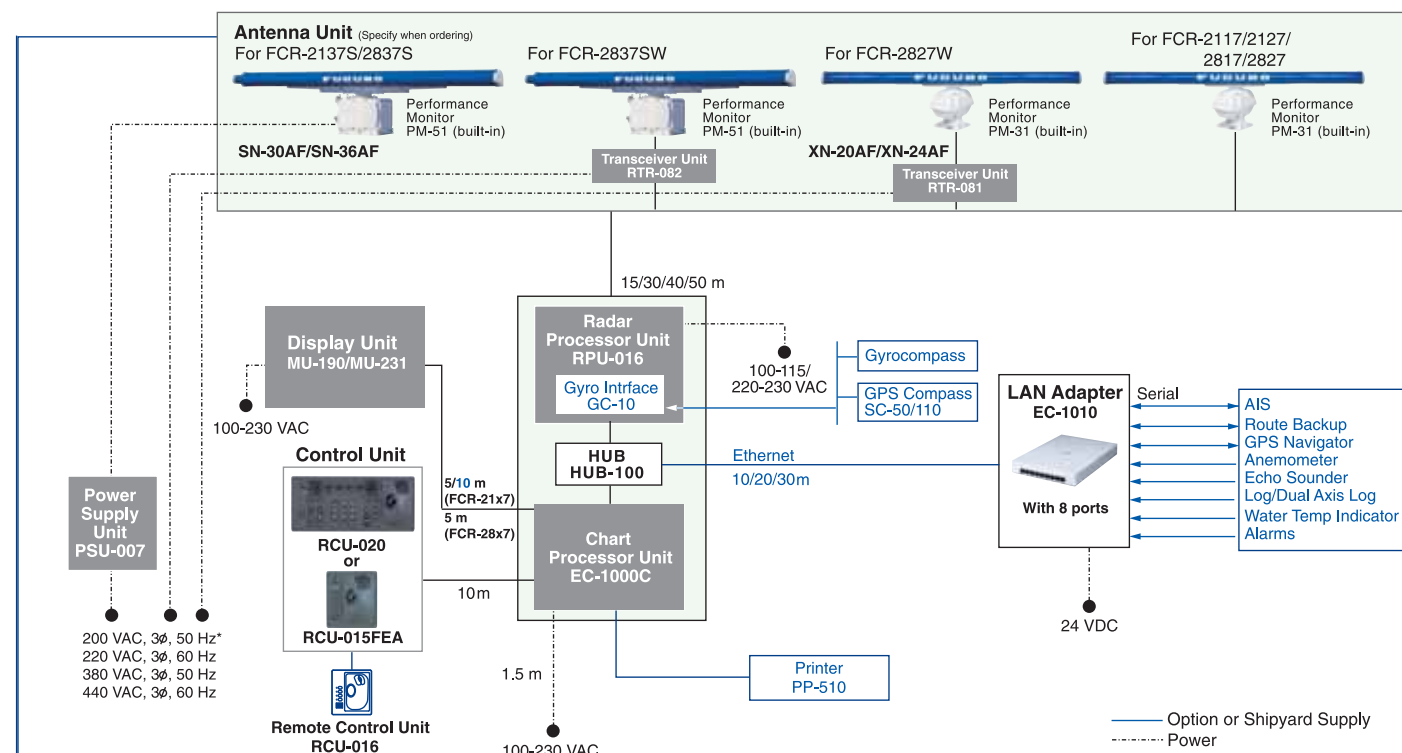 Antenna Unit (Specify when ordering)
For FCR-2137S/2837S
For FCR-2837SW
For FCR-2827W
For FCR-2117/2127/
2817/2827
FURUNO
FURUNO
FURUNO
FURUNO
Performance
Monitor
PM-51 (built-in)
Performance
Monitor
PM-51 (built-in)
Performance
Monitor
PM-31 (built-in)
Performance
Monitor
PM-31 (built-in)
SN-30AF/SN-36AF
XN-20AF/XN-24AF
Transceiver Unit
RTR-082
Transceiver Unit
RTR-081
15/30/40/50 m
Display Unit
MU-190/MU-231
100-230 VAC
Radar
Processor Unit
RPU-016
Gyro Intrface
GC-10
100-115/
220-230 VAC
Gyrocompass
GPS Compass
SC-50/110
HUB
HUB-100
Ethernet
10/20/30m
LAN Adapter
EC-1010
With 8 ports
Serial
AIS
Route Backup
GPS Navigator
Anemometer
Echo Sounder
Log/Dual Axis Log
Water Temp Indicator
Alarms
24 VDC
Control Unit
RCU-020
or
RCU-015FEA
5/10 m
(FCR-21x7)
5 m
(FCR-28x7)
10m
Chart
Processor Unit
EC-1000C
Power
Supply
Unit
PSU-007
200 VAC, 3ø, 50 Hz*
220 VAC, 3ø, 60 Hz
380 VAC, 3ø, 50 Hz
440 VAC, 3ø, 60 Hz
Remote Control Unit
RCU-016
1.5 m
100-230 VAC
Printer
PP-510
Option or Shipyard Supply
Power